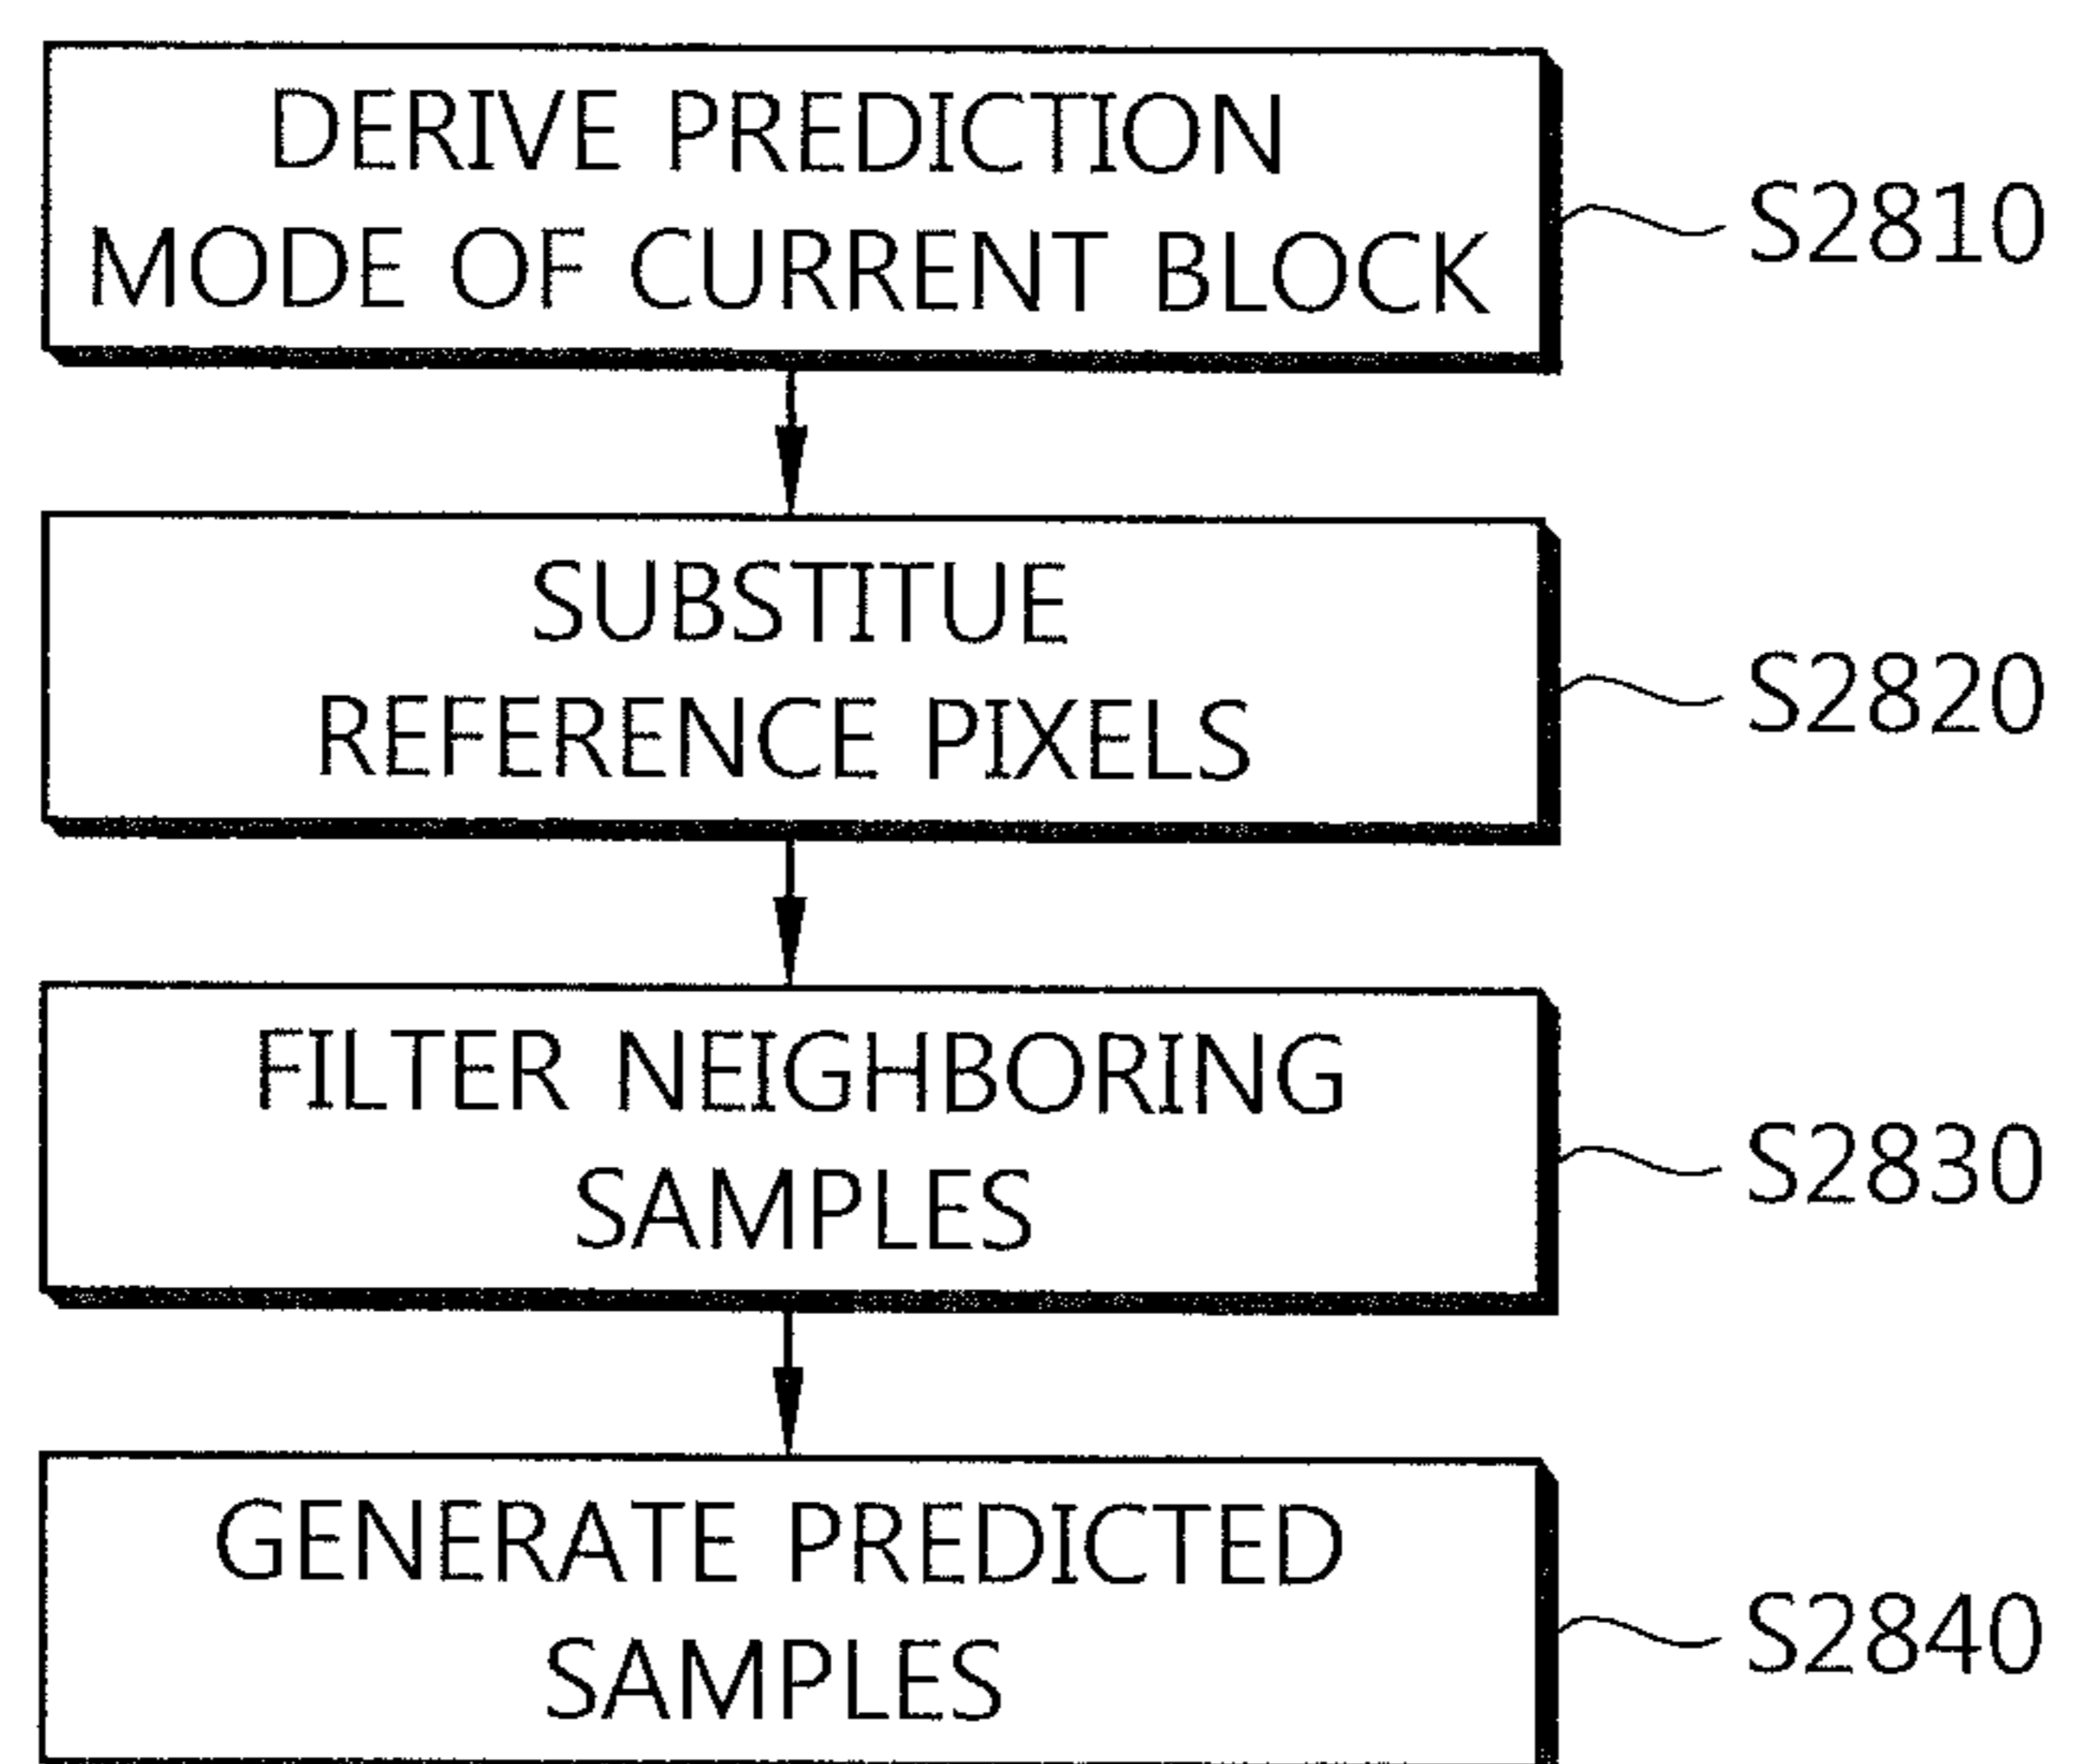 DERIVE PREDICTION
MODE OF CURRENT BLOCK
S2810
SUBSTITUE
REFERENCE PIXELS
S2820
FILTER NEIGHBORING
SAMPLES
S2830
GENERATE PREDICTED
SAMPLES
S2840